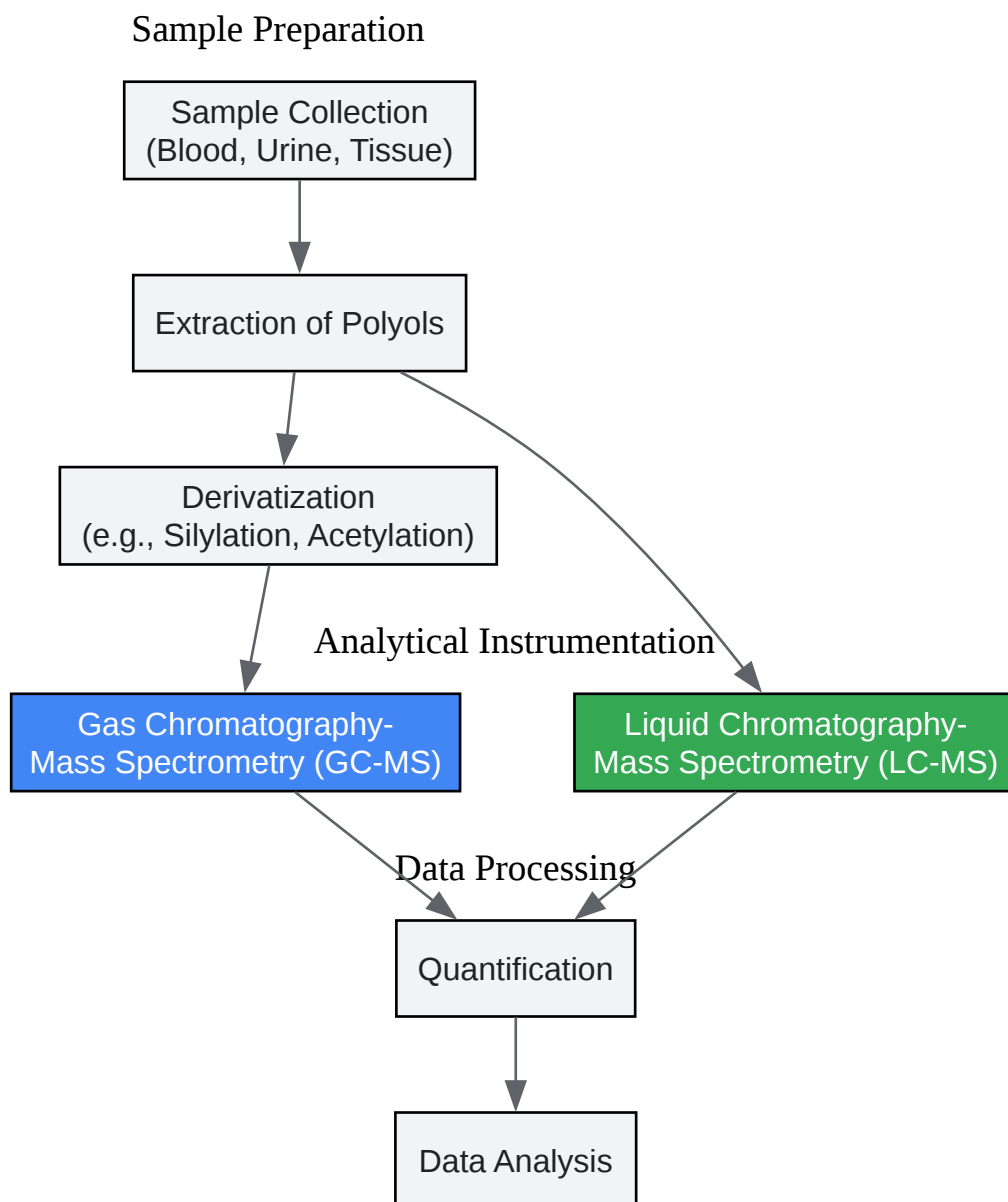 Sample Preparation
Sample Collection
(Blood, Urine, Tissue)
Extraction of Polyols
Derivatization
(e.g., Silylation, Acetylation)
Analytical Instrumentation
Gas Chromatography-
Mass Spectrometry (GC-MS)
Liquid Chromatography-
Mass Spectrometry (LC-MS)
Data Processing
Quantification
Data Analysis